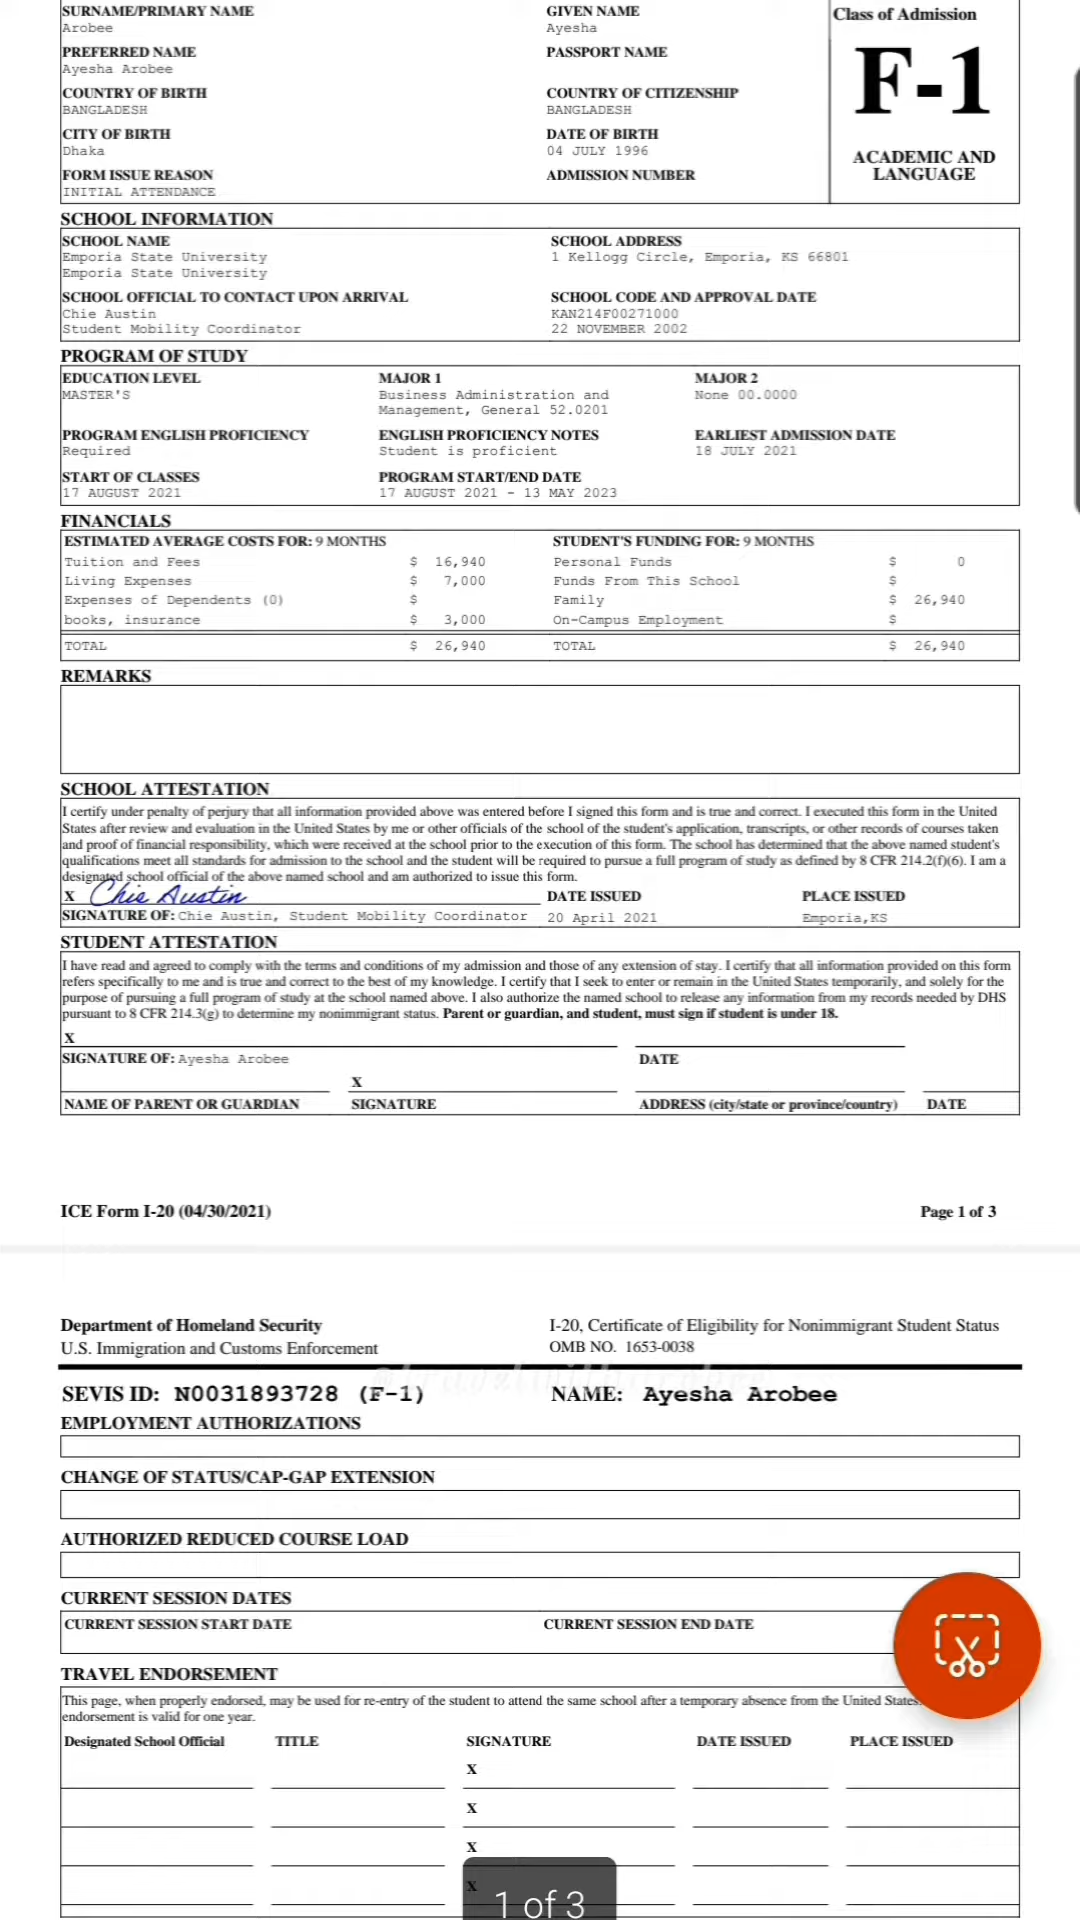 SURNAME/PRIMARY NAME GIVEN NAME Class of Admission
Arobee Ayesha
PREFERRED NAME PASSPORT NAME F-1
Ayesha Arobee
COUNTRY OF BIRTH COUNTRY OF CITIZENSHIP
BANGLADESH BANGLADESH
CITY OF BIRTH DATE OF BIRTH
Dhaka 04 JULY 1996
ACADEMIC AND
LANGUAGE
FORM ISSUE REASON ADMISSION NUMBER
INITIAL ATTENDANCE
SCHOOL INFORMATION
SCHOOL NAME SCHOOL ADDRESS
Emporia State University 1 Kellogg Circle, Emporia, KS 66801
Emporia State University
SCHOOL OFFICIAL TO CONTACT UPON ARRIVAL SCHOOL CODE AND APPROVAL DATE
Chie Austin KAN214F00271000
Student Mobility Coordinator 22 NOVEMBER 2002
PROGRAM OF STUDY
EDUCATION LEVEL MAJOR 1 MAJOR 2
MASTER'S Business Administration and None 00.0000
Management, General 52.0201
PROGRAM ENGLISH PROFICIENCY ENGLISH PROFICIENCY NOTES EARLIEST ADMISSION DATE
Required Student is proficient 18 JULY 2021
START OF CLASSES PROGRAM START/END DATE
17 AUGUST 2021 17 AUGUST 2021 - 13 MAY 2023
FINANCIALS
ESTIMATED AVERAGE COSTS FOR: 9 MONTHS STUDENT'S FUNDING FOR: 9 MONTHS
Tuition and Fees $ 16,940 Personal Funds $ 0
Living Expenses $ 7,000 Funds From This School $
Expenses of Dependents (0) $ Family $ 26,940
books, insurance $ 3,000 On-Campus Employment $
TOTAL $ 26,940 TOTAL $ 26,940
REMARKS
SCHOOL ATTESTATION
I certify under penalty of perjury that all information provided above was entered before I signed this form and is true and correct. I executed this form in the United
States after review and evaluation in the United States by me or other officials of the school of the student's application, transcripts, or other records of courses taken
and proof of financial responsibility, which were received at the school prior to the execution of this form. The school has determined that the above named student's
qualifications meet all standards for admission to the school and the student will be required to pursue a full program of study as defined by 8 CFR 214.2(f)(6). I am a
designated school official of the above named school and am authorized to issue this form.
X Chie Austin DATE ISSUED PLACE ISSUED
SIGNATURE OF: Chie Austin, Student Mobility Coordinator 20 April 2021 Emporia,KS
STUDENT ATTESTATION
I have read and agreed to comply with the terms and conditions of my admission and those of any extension of stay. I certify that all information provided on this form
refers specifically to me and is true and correct to the best of my knowledge. I certify that I seek to enter or remain in the United States temporarily, and solely for the
purpose of pursuing a full program of study at the school named above. I also authorize the named school to release any information from my records needed by DHS
pursuant to 8 CFR 214.3(g) to determine my nonimmigrant status. Parent or guardian, and student, must sign if student is under 18.
X
SIGNATURE OF: Ayesha Arobee DATE
X
NAME OF PARENT OR GUARDIAN SIGNATURE ADDRESS (city/state or province/country) DATE
ICE Form I-20 (04/30/2021) Page 1 of 3
Department of Homeland Security I-20, Certificate of Eligibility for Nonimmigrant Student Status
U.S. Immigration and Customs Enforcement OMB NO. 1653-0038
SEVIS ID: N0031893728 (F-1) NAME: Ayesha Arobee
EMPLOYMENT AUTHORIZATIONS
CHANGE OF STATUS/CAP-GAP EXTENSION
AUTHORIZED REDUCED COURSE LOAD
CURRENT SESSION DATES
CURRENT SESSION START DATE CURRENT SESSION END DATE
TRAVEL ENDORSEMENT
This page, when properly endorsed, may be used for re-entry of the student to attend the same school after a temporary absence from the United States.
endorsement is valid for one year.
Designated School Official TITLE SIGNATURE DATE ISSUED PLACE ISSUED
X
X
X
X
1 of 3